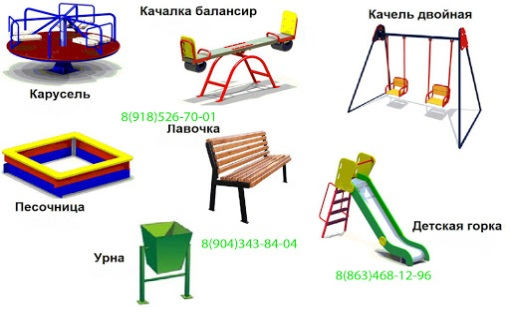 Качалка балансир
Качель двойная
Карусель
8(918)526-70-01
Лавочка
Песочница
Детская горка
8(904)343-84-04
Урна
8(863)468-12-96